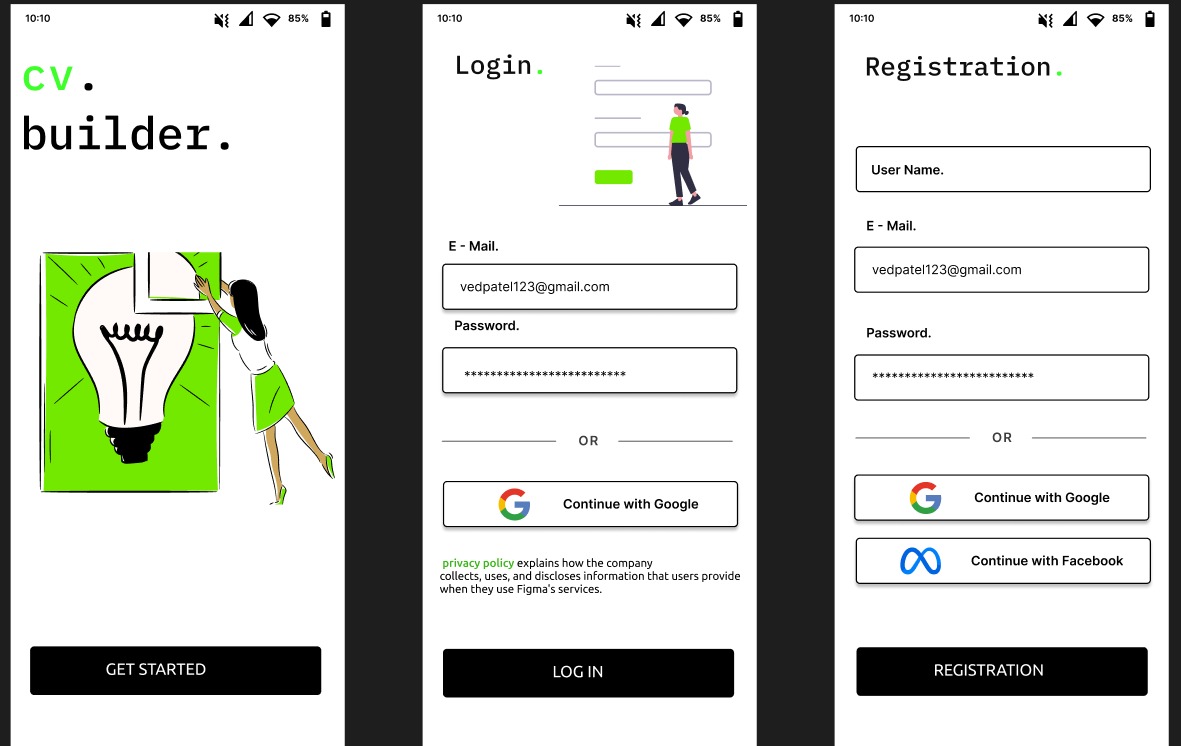 10:10
85%
cv.
builder.
GET STARTED
10:10
85%
Login.
E - Mail.
vedpatel123@gmail.com
Password.
*************************
OR
Continue with Google
privacy policy explains how the company
collects, uses, and discloses information that users provide
when they use Figma's services.
LOG IN
10:10
85%
Registration.
User Name.
E - Mail.
vedpatel123@gmail.com
Password.
*************************
OR
Continue with Google
Continue with Facebook
REGISTRATION